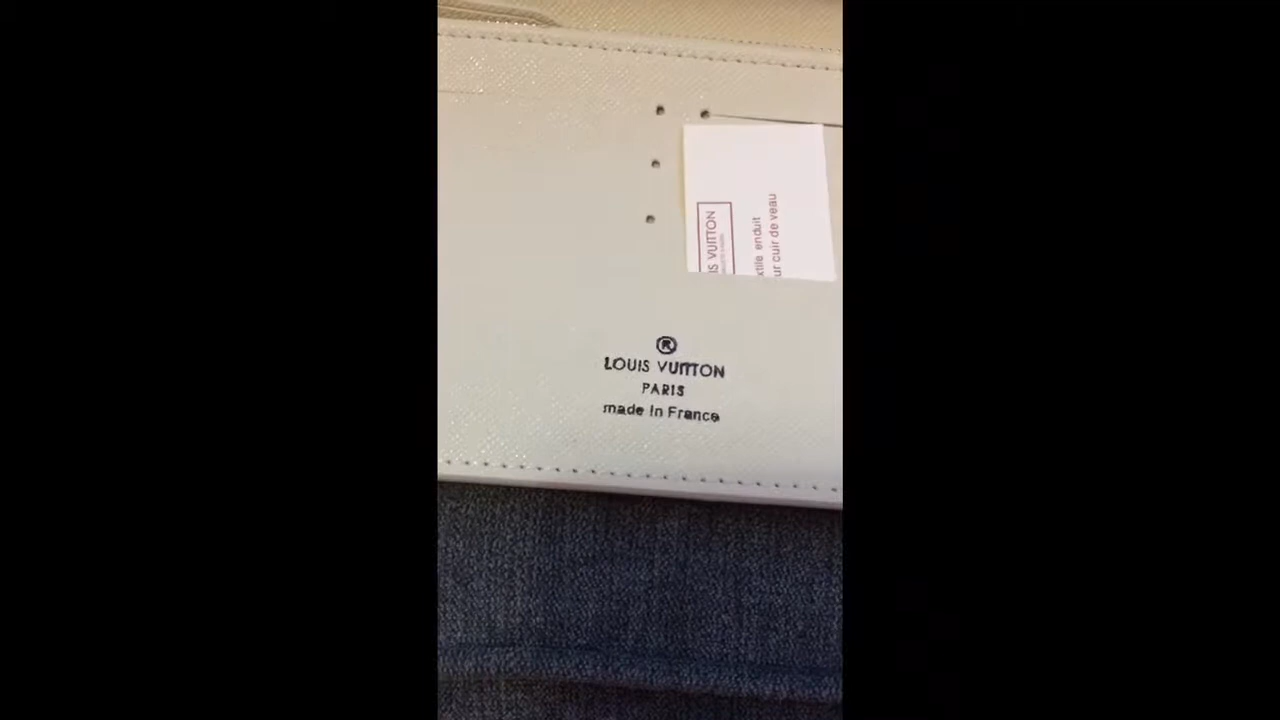 IS VUITTON
xtile enduit
ur cuir de veau
®
LOUIS VUITTON
PARIS
made in France